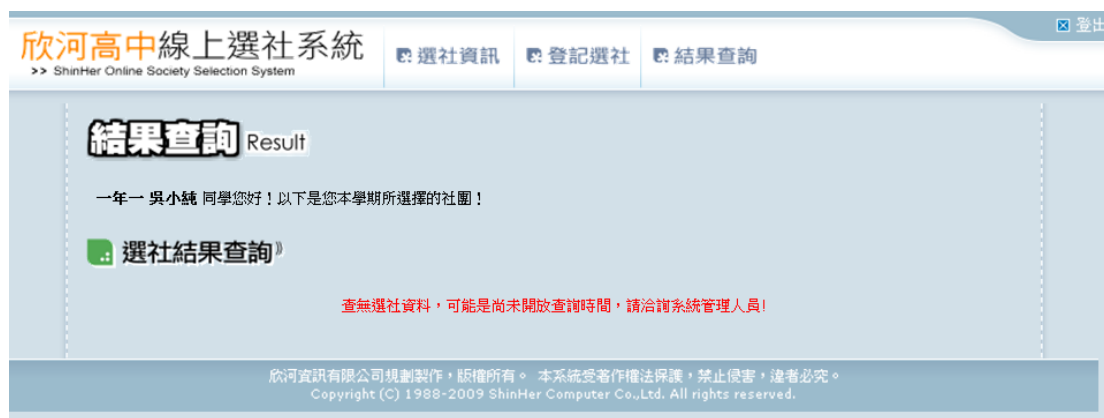 登出
欣河高中線上選社系統
>> ShinHer Online Society Selection System
選社資訊 登記選社 結果查詢
結果查詢 Result
一年一 吳小純 同學您好！以下是您本學期所選擇的社團！
選社結果查詢
查無選社資料，可能是尚未開放查詢時間，請洽詢系統管理人員!
欣河資訊有限公司規劃製作，版權所有。 本系統受著作權法保護，禁止侵害，違者必究。
Copyright (C) 1988-2009 ShinHer Computer Co.,Ltd. All rights reserved.